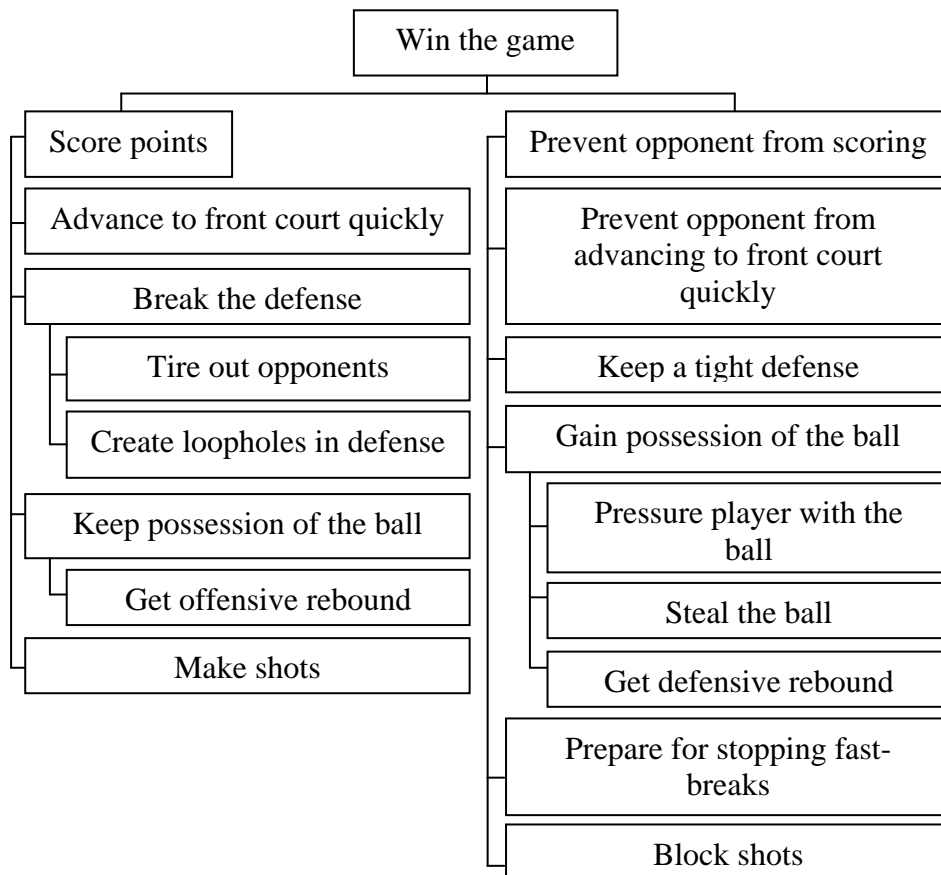 Win the game
Score points
Advance to front court quickly
Break the defense
Tire out opponents
Create loopholes in defense
Keep possession of the ball
Get offensive rebound
Make shots
Prevent opponent from scoring
Prevent opponent from
advancing to front court
quickly
Keep a tight defense
Gain possession of the ball
Pressure player with the
ball
Steal the ball
Get defensive rebound
Prepare for stopping fast-
breaks
Block shots